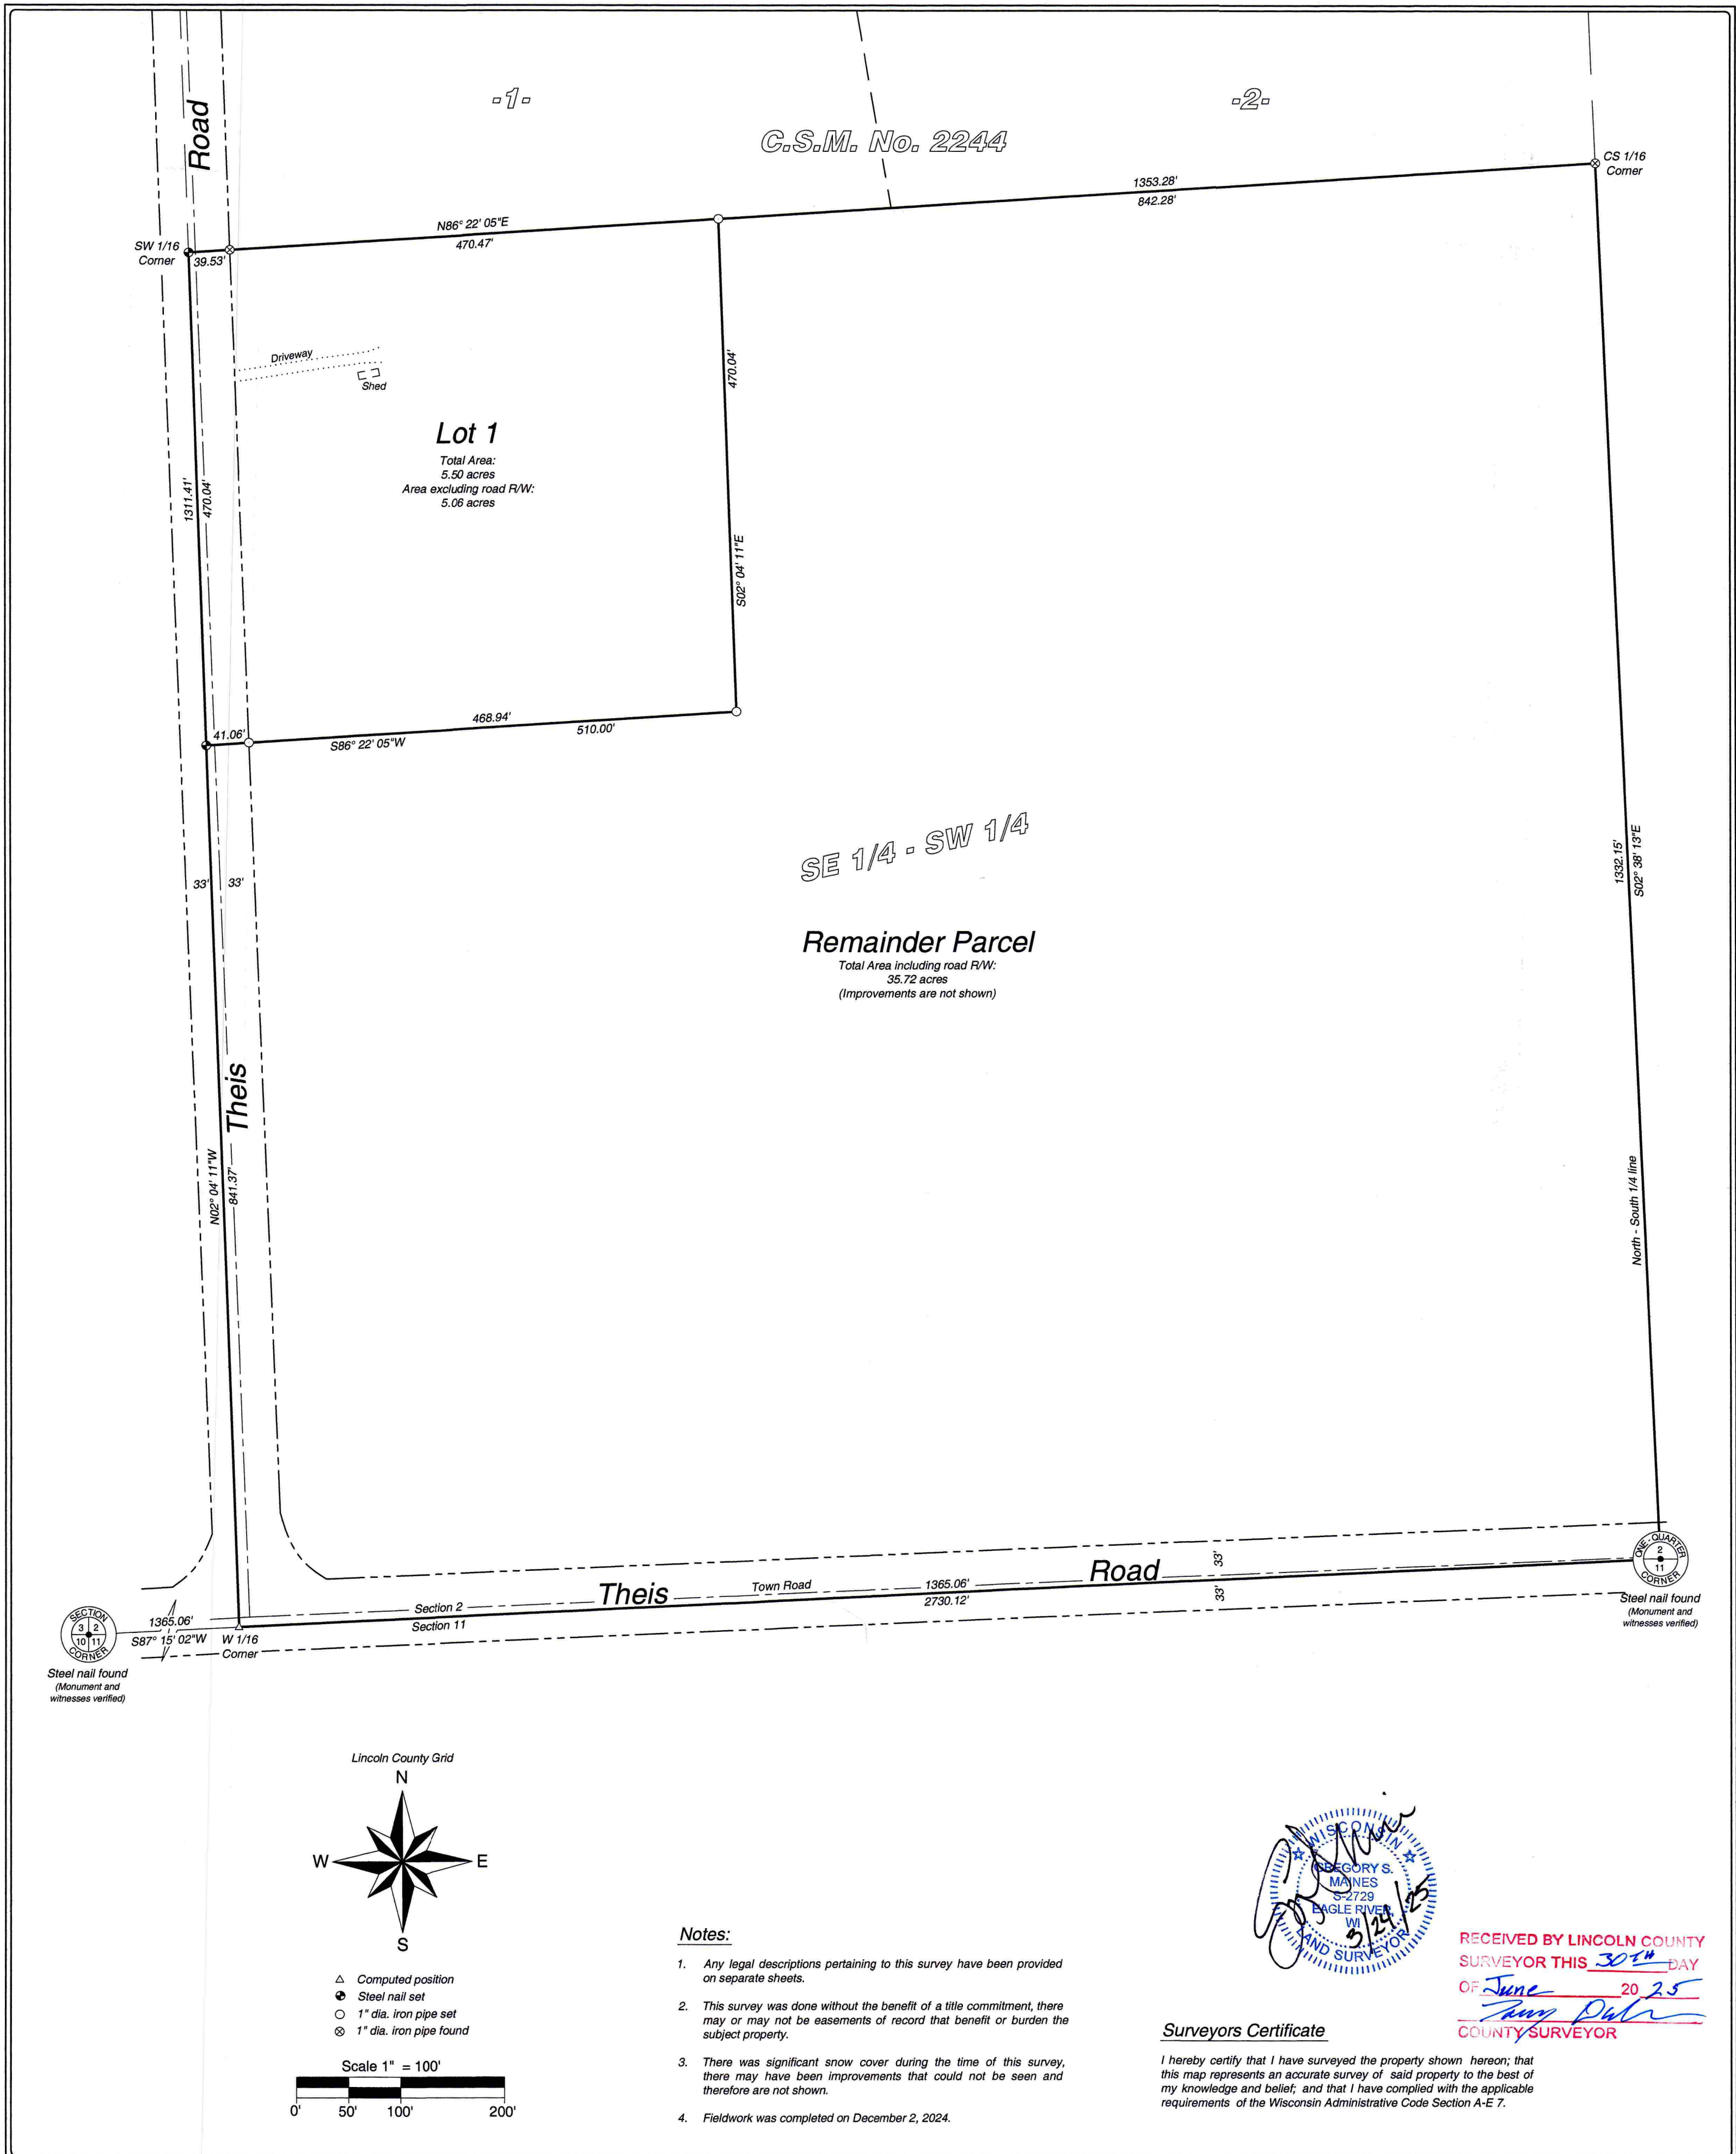 -1-
-2-
C.S.M. No. 2244
Road
CS 1/16
Corner
1353.28'
842.28'
N86° 22' 05"E
470.47'
SW 1/16
Corner
39.53'
Driveway
Shed
470.04'
S02° 04' 11"E
Lot 1
Total Area:
5.50 acres
Area excluding road R/W:
5.06 acres
1311.41'
470.04'
41.06'
468.94'
S86° 22' 05"W
510.00'
33'
33'
SE 1/4 - SW 1/4
1332.15'
S02° 38' 13"E
Remainder Parcel
Total Area including road R/W:
35.72 acres
(Improvements are not shown)
Theis
N02° 04' 11"W
841.37'
North - South 1/4 line
ONE-QUARTER
2
11
CORNER
Steel nail found
(Monument and
witnesses verified)
Theis
Town Road
1365.06'
2730.12'
Road
33'
33'
Section 2
Section 11
SECTION
3 2
10 11
CORNER
1365.06'
S87° 15' 02"W
W 1/16
Corner
Steel nail found
(Monument and
witnesses verified)
Lincoln County Grid
N
W
E
S
Computed position
Steel nail set
1" dia. iron pipe set
1" dia. iron pipe found
Scale 1" = 100'
0' 50' 100' 200'
Notes:
1. Any legal descriptions pertaining to this survey have been provided
on separate sheets.
2. This survey was done without the benefit of a title commitment, there
may or may not be easements of record that benefit or burden the
subject property.
3. There was significant snow cover during the time of this survey,
there may have been improvements that could not be seen and
therefore are not shown.
4. Fieldwork was completed on December 2, 2024.
WISCONSIN
GREGORY S.
MAINES
S-2729
EAGLE RIVER,
WI
LAND SURVEYOR
3/24/25
RECEIVED BY LINCOLN COUNTY
SURVEYOR THIS 30TH DAY
OF June 20 25
COUNTY SURVEYOR
Surveyors Certificate
I hereby certify that I have surveyed the property shown hereon; that
this map represents an accurate survey of said property to the best of
my knowledge and belief; and that I have complied with the applicable
requirements of the Wisconsin Administrative Code Section A-E 7.